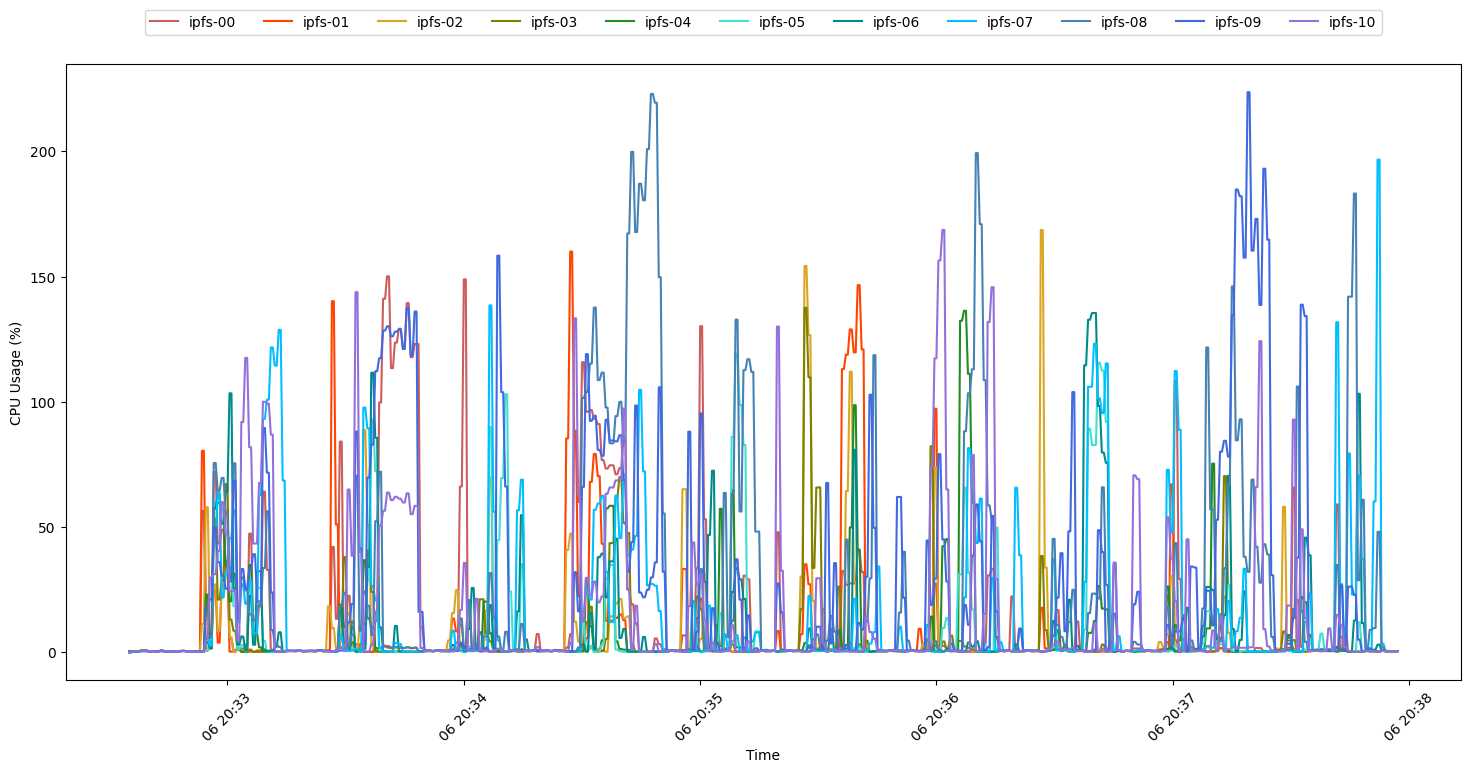 ipfs-00 ipfs-01 ipfs-02 ipfs-03 ipfs-04 ipfs-05 ipfs-06 ipfs-07 ipfs-08 ipfs-09 ipfs-10
CPU Usage (%)
200
150
100
50
0
06 20:33 06 20:34 06 20:35 06 20:36 06 20:37 06 20:38
Time